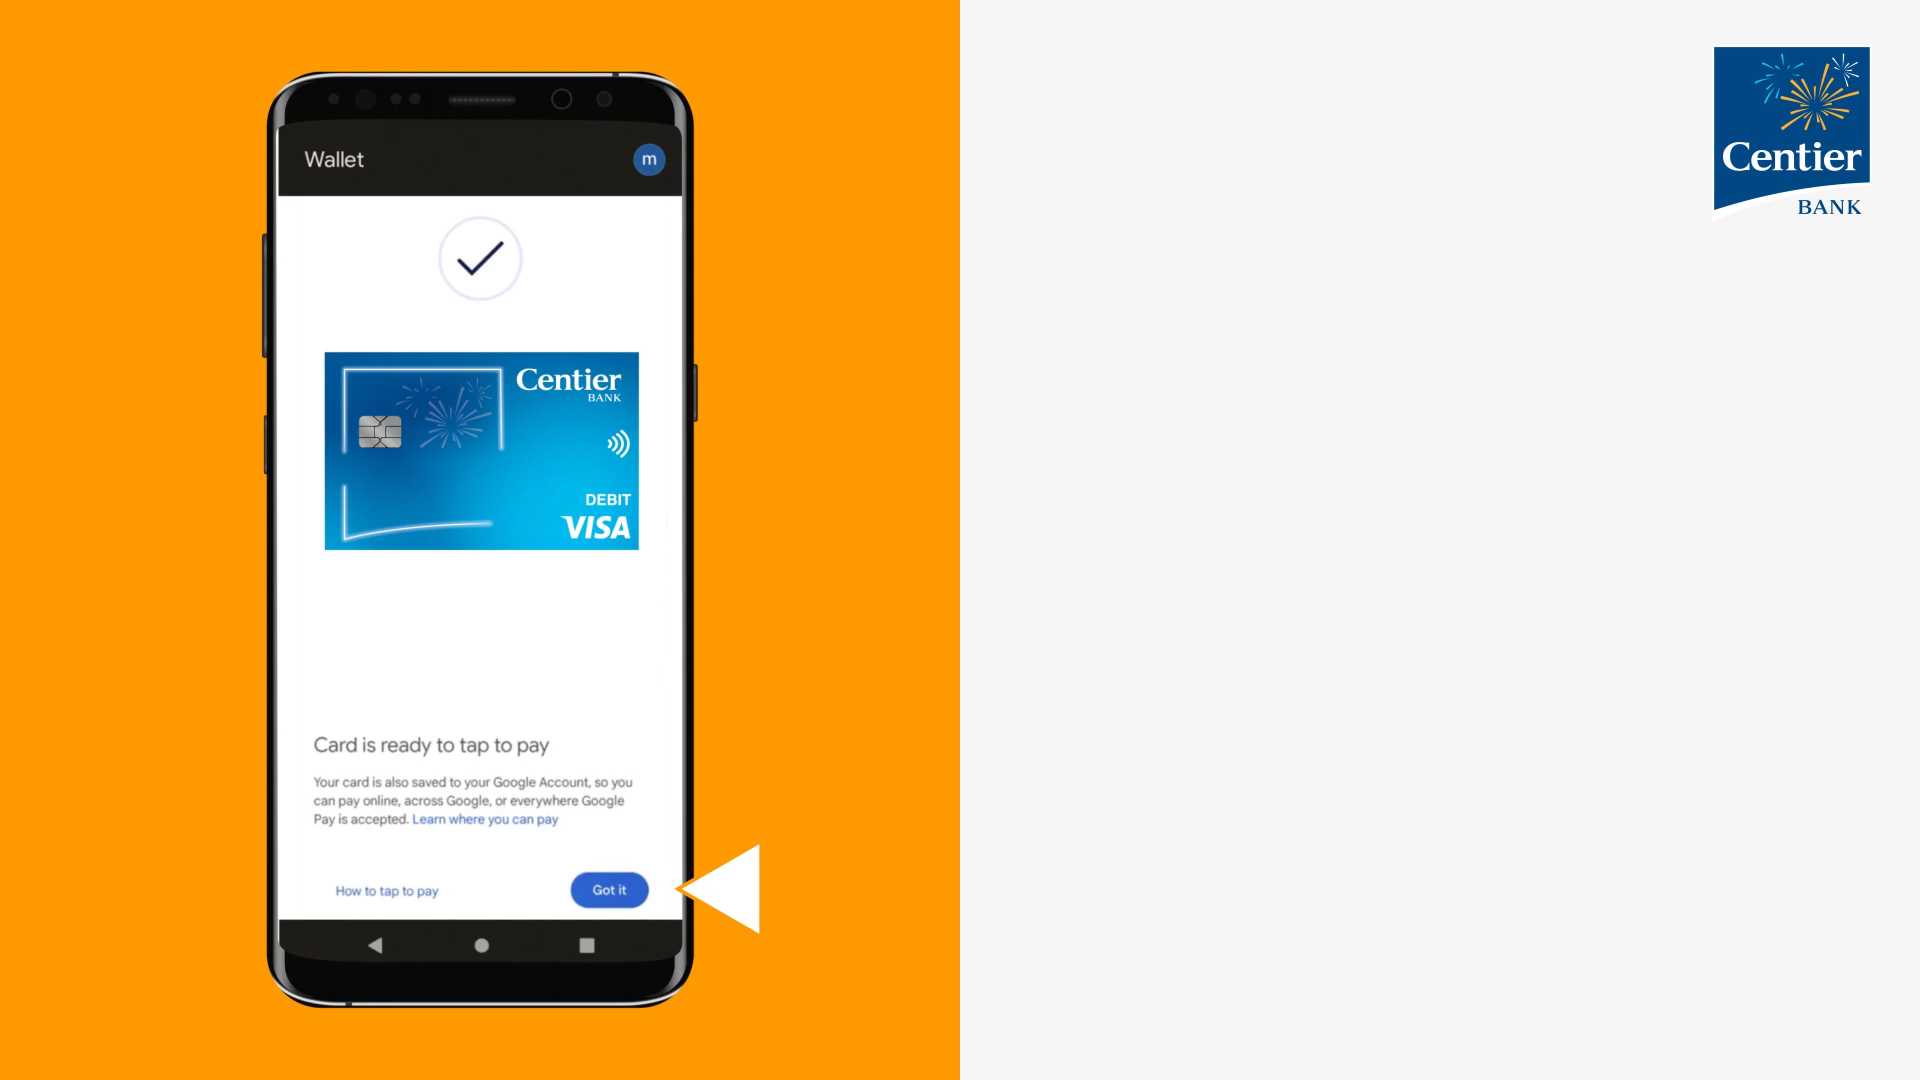 Wallet
m
Centier
BANK
DEBIT
VISA
Card is ready to tap to pay
Your card is also saved to your Google Account, so you
can pay online, across Google, or everywhere Google
Pay is accepted. Learn where you can pay
How to tap to pay
Got it
Centier
BANK